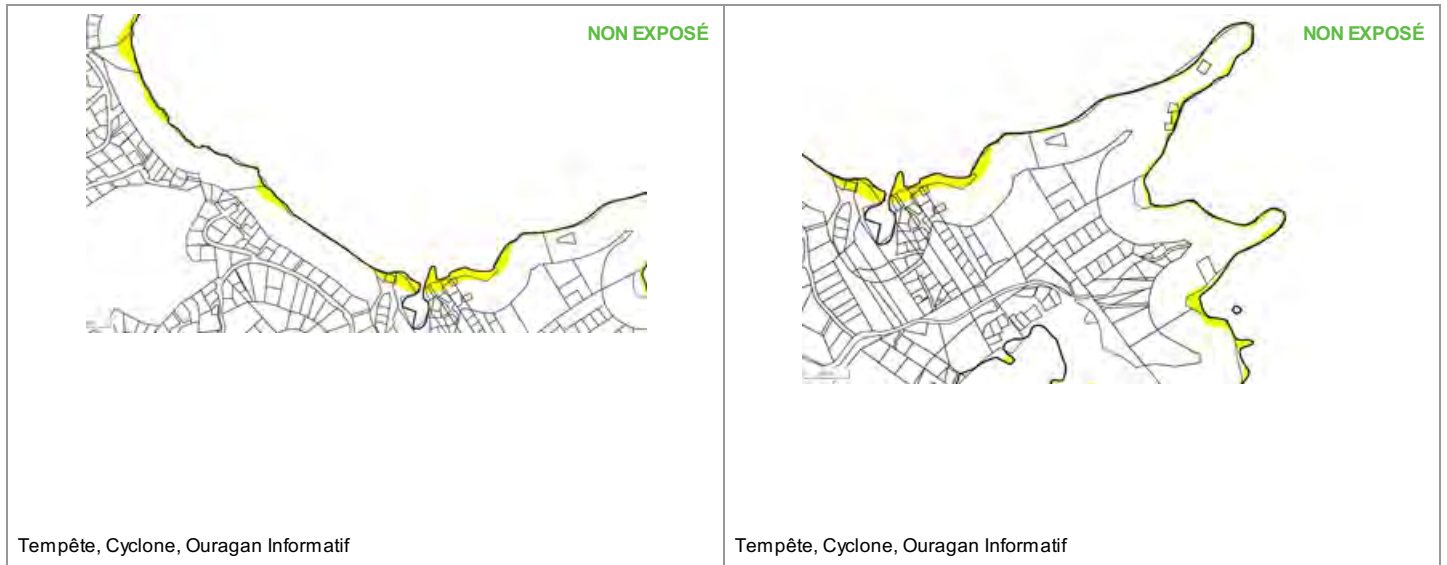 NON EXPOSÉ
NON EXPOSÉ
Tempête, Cyclone, Ouragan Informatif
Tempête, Cyclone, Ouragan Informatif